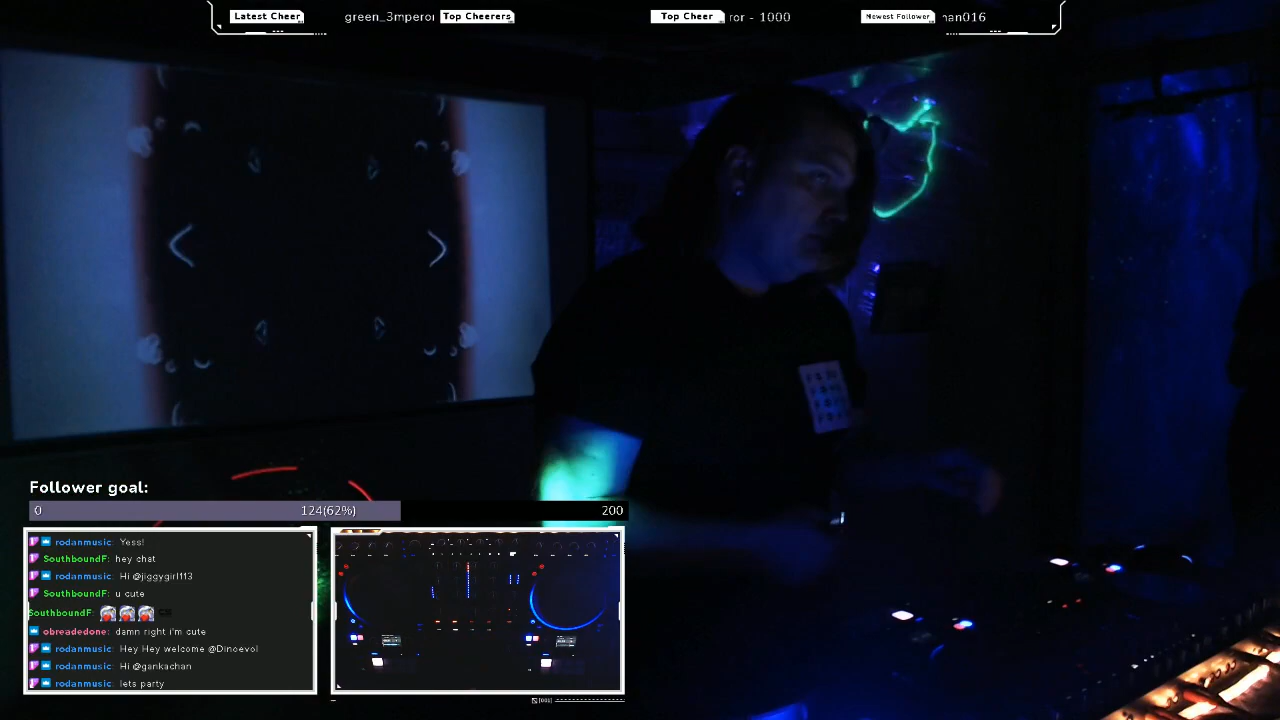 Latest Cheer green_3mperor Top Cheerers Top Cheer ror - 1000 Newest Follower han016
Follower goal:
0 124(62%) 200
rodanmusic: Yess!
SouthboundF: hey chat
rodanmusic: Hi @jiggygirl113
SouthboundF: u cute
SouthboundF:
obreadedone: damn right i'm cute
rodanmusic: Hey Hey welcome @Dinoevol
rodanmusic: Hi @gankachan
rodanmusic: lets party